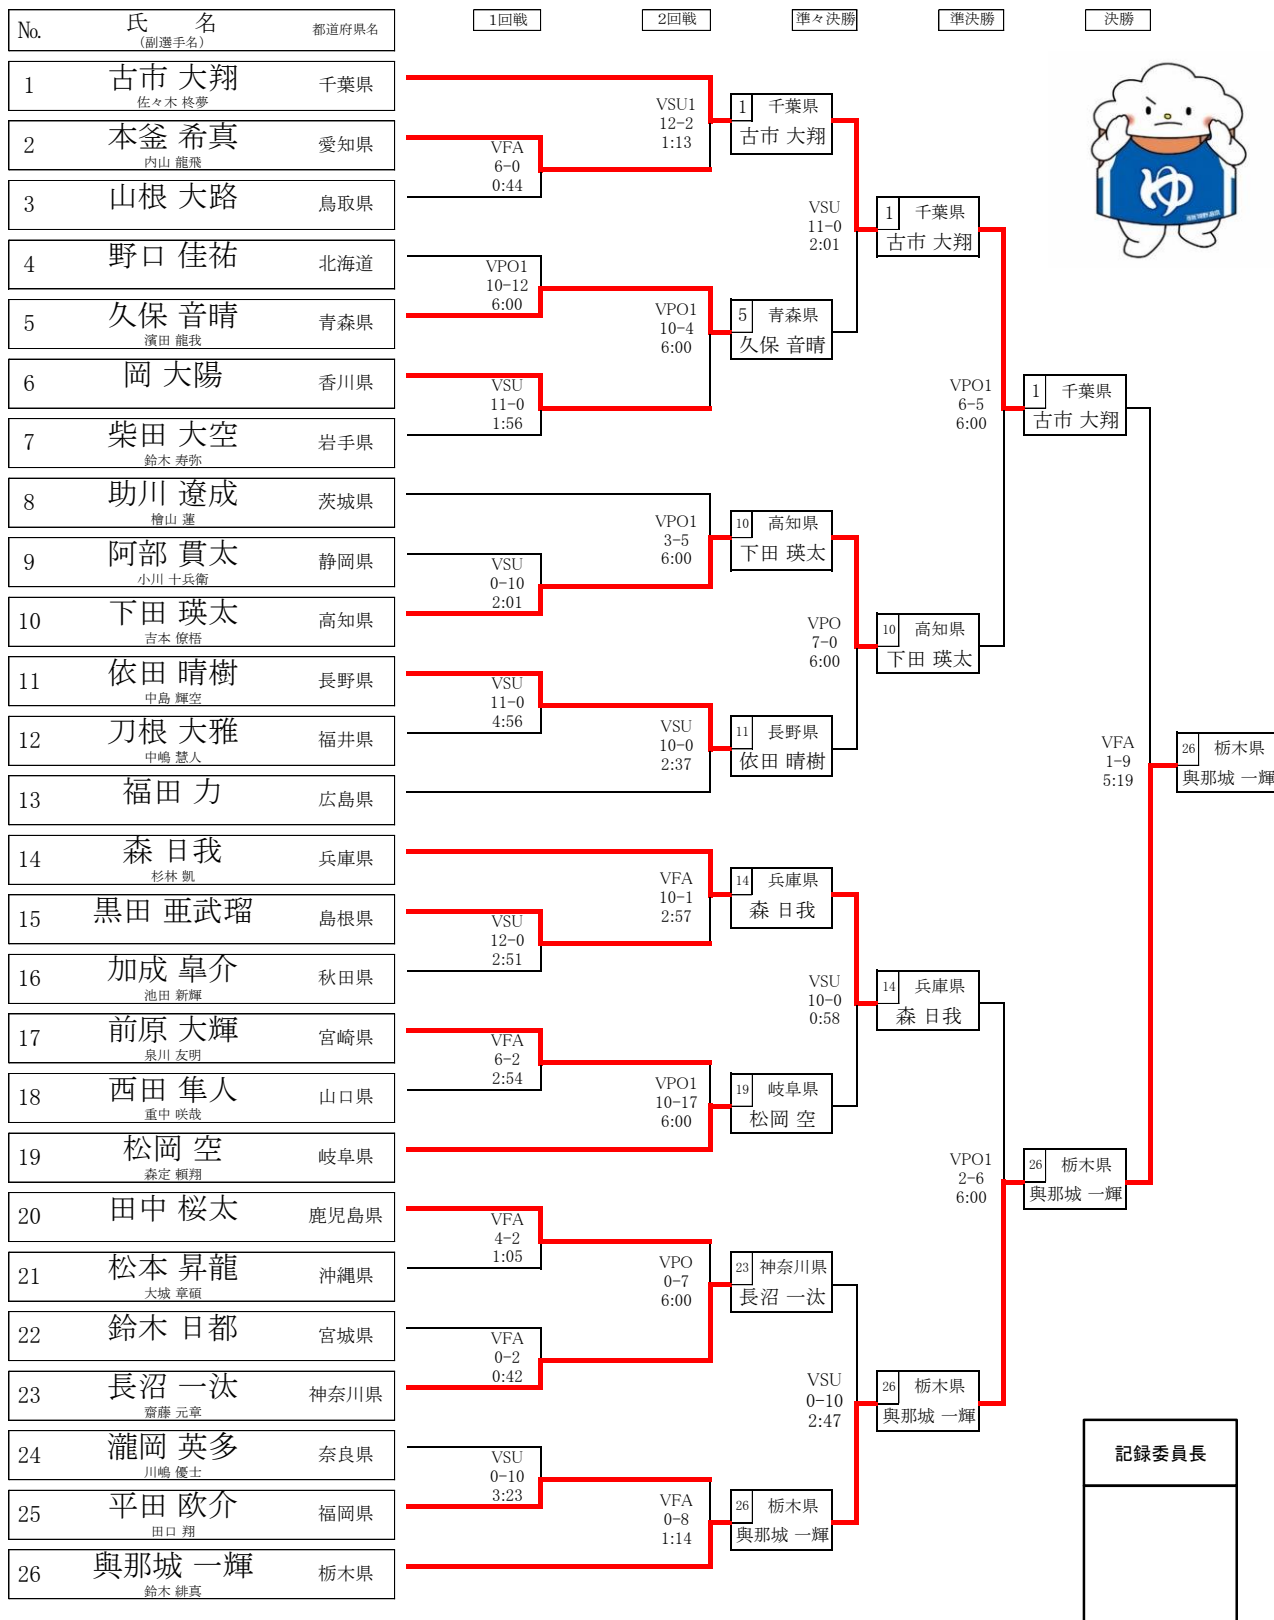 No. 氏 名 都道府県名
(副選手名)
1回戦 2回戦 準々決勝 準決勝 決勝
1 古市 大翔 千葉県
佐々木 柊夢
2 本釜 希真 愛知県
内山 龍飛
3 山根 大路 鳥取県
4 野口 佳祐 北海道
5 久保 音晴 青森県
濱田 龍我
6 岡 大陽 香川県
7 柴田 大空 岩手県
鈴木 寿弥
8 助川 遼成 茨城県
檜山 蓮
9 阿部 貫太 静岡県
小川 十兵衛
10 下田 瑛太 高知県
吉本 僚悟
11 依田 晴樹 長野県
中島 輝空
12 刀根 大雅 福井県
中嶋 慧人
13 福田 力 広島県
14 森 日我 兵庫県
杉林 凱
15 黒田 亜武瑠 島根県
16 加成 皐介 秋田県
池田 新輝
17 前原 大輝 宮崎県
泉川 友明
18 西田 隼人 山口県
重中 咲哉
19 松岡 空 岐阜県
森定 頼翔
20 田中 桜太 鹿児島県
21 松本 昇龍 沖縄県
大城 章碩
22 鈴木 日都 宮城県
23 長沼 一汰 神奈川県
齋藤 元章
24 瀧岡 英多 奈良県
川嶋 優士
25 平田 欧介 福岡県
田口 翔
26 與那城 一輝 栃木県
鈴木 緋真
VFA
6-0
0:44
VPO1
10-12
6:00
VSU
11-0
1:56
VSU
0-10
2:01
VSU
11-0
4:56
VSU
12-0
2:51
VFA
6-2
2:54
VFA
4-2
1:05
VFA
0-2
0:42
VSU
0-10
3:23
VSU1
12-2
1:13
VPO1
10-4
6:00
VPO1
3-5
6:00
VSU
10-0
2:37
VFA
10-1
2:57
VPO1
10-17
6:00
VPO
0-7
6:00
VFA
0-8
1:14
1 千葉県
古市 大翔
5 青森県
久保 音晴
10 高知県
下田 瑛太
11 長野県
依田 晴樹
14 兵庫県
森 日我
19 岐阜県
松岡 空
23 神奈川県
長沼 一汰
26 栃木県
與那城 一輝
VSU
11-0
2:01
VPO
7-0
6:00
VSU
10-0
0:58
VSU
0-10
2:47
1 千葉県
古市 大翔
10 高知県
下田 瑛太
14 兵庫県
森 日我
26 栃木県
與那城 一輝
VPO1
6-5
6:00
VPO1
2-6
6:00
1 千葉県
古市 大翔
26 栃木県
與那城 一輝
VFA
1-9
5:19
26 栃木県
與那城 一輝
ゆ
記録委員長